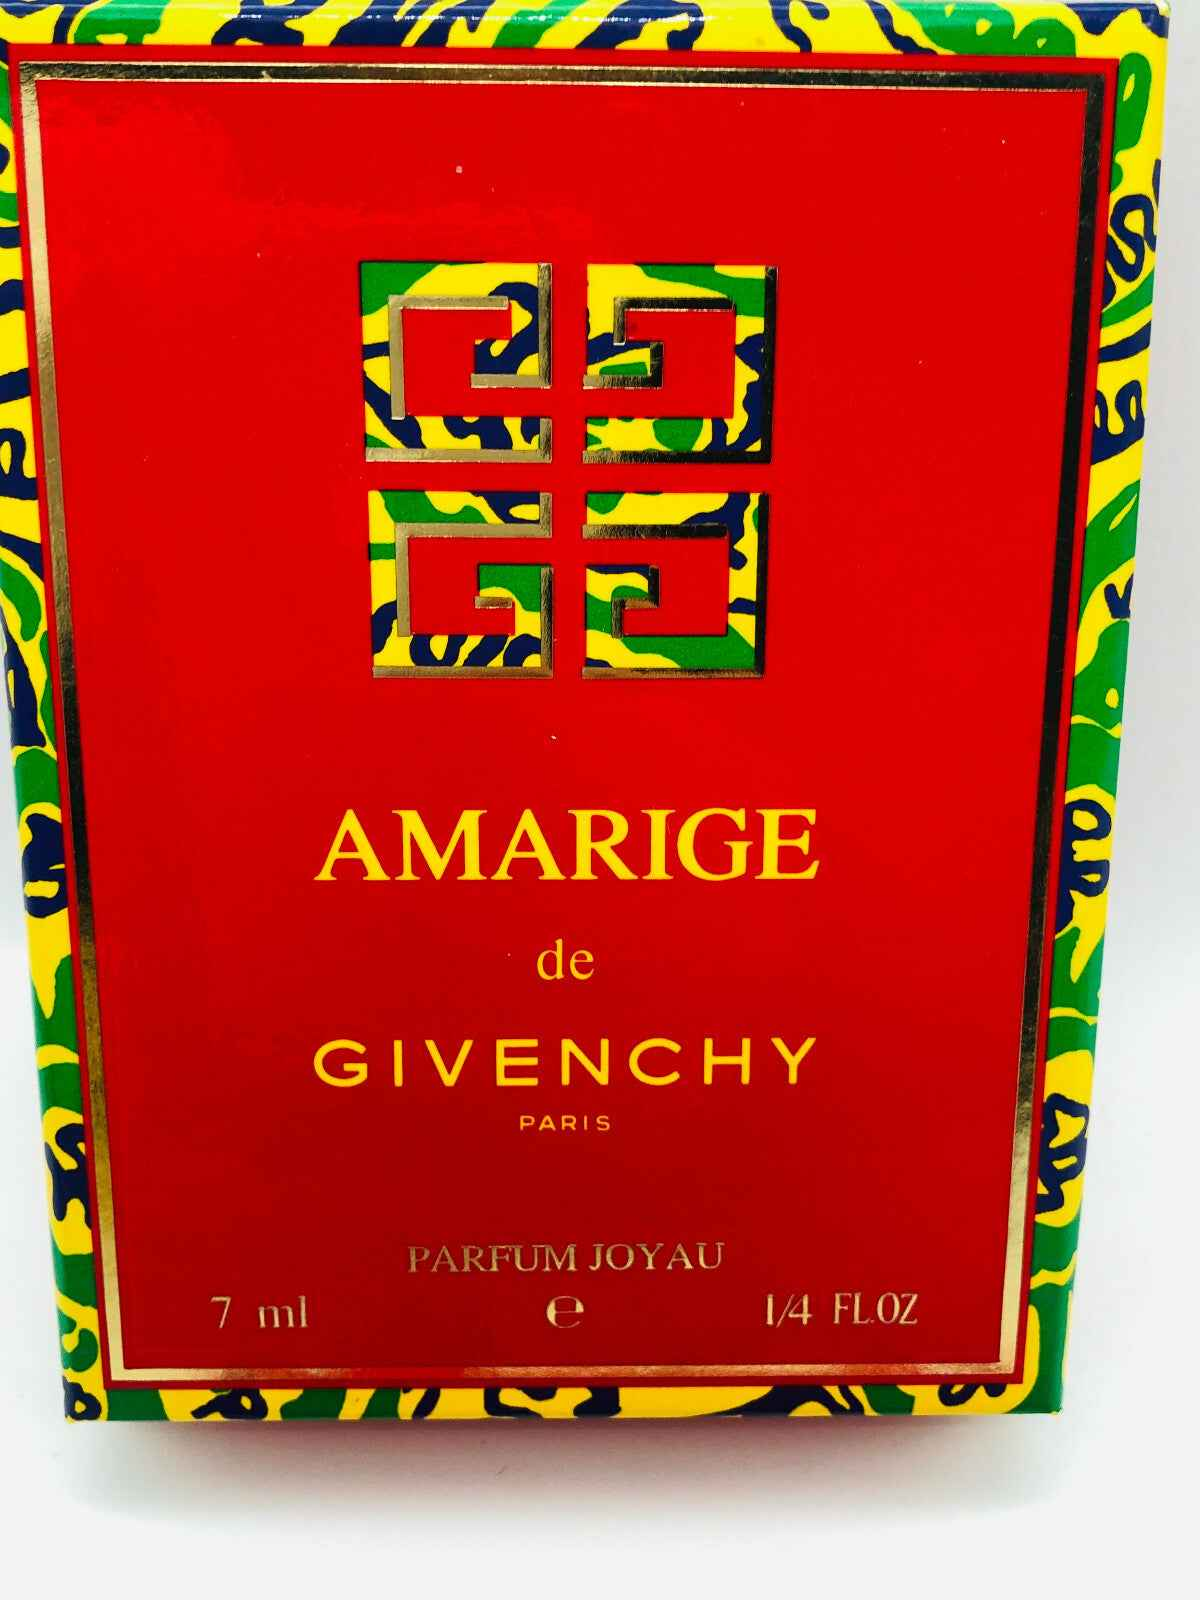 AMARIGE
de
GIVENCHY
PARIS
PARFUM JOYAU
7 ml e 1/4 FL.OZ